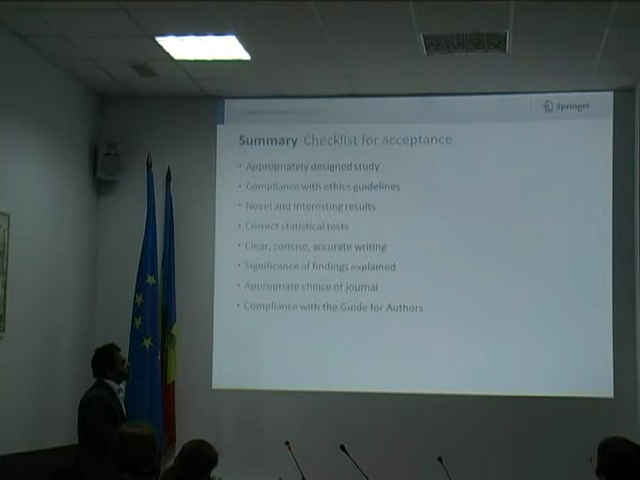 Springer
Summary Checklist for acceptance
• Appropriately designed study
• Compliance with ethics guidelines
• Novel and interesting results
• Correct statistical tests
• Clear, concise, accurate writing
• Significance of findings explained
• Appropriate choice of journal
• Compliance with the Guide for Authors